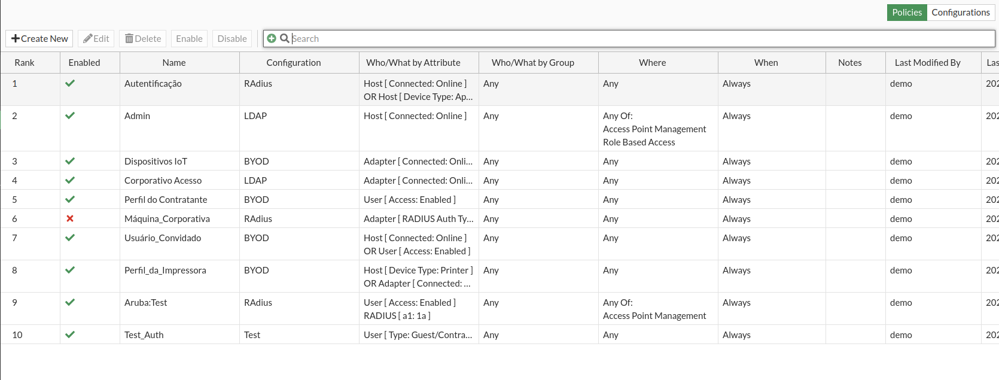 Policies Configurations
Create New Edit Delete Enable Disable Search
Rank Enabled Name Configuration Who/What by Attribute Who/What by Group Where When Notes Last Modified By Las
1 Autentificação RAdius Host [ Connected: Online ] Any Any Always demo 202
OR Host [ Device Type: Ap...
2 Admin LDAP Host [ Connected: Online ] Any Any Of: Always demo 202
Access Point Management
Role Based Access
3 Dispositivos IoT BYOD Adapter [ Connected: Onli... Any Any Always demo 202
4 Corporativo Acesso LDAP Adapter [ Connected: Onli... Any Any Always demo 202
5 Perfil do Contratante BYOD User [ Access: Enabled ] Any Any Always demo 202
6 Máquina_Corporativa RAdius Adapter [ RADIUS Auth Ty... Any Any Always demo 202
7 Usuário_Convidado BYOD Host [ Connected: Online ] Any Any Always demo 202
OR User [ Access: Enabled ]
8 Perfil_da_Impressora BYOD Host [ Device Type: Printer ] Any Any Always demo 202
OR Adapter [ Connected: ...
9 Aruba:Test RAdius User [ Access: Enabled ] Any Any Of: Always demo 202
RADIUS [ a1: 1a ] Access Point Management
10 Test_Auth Test User [ Type: Guest/Contra... Any Any Always demo 202